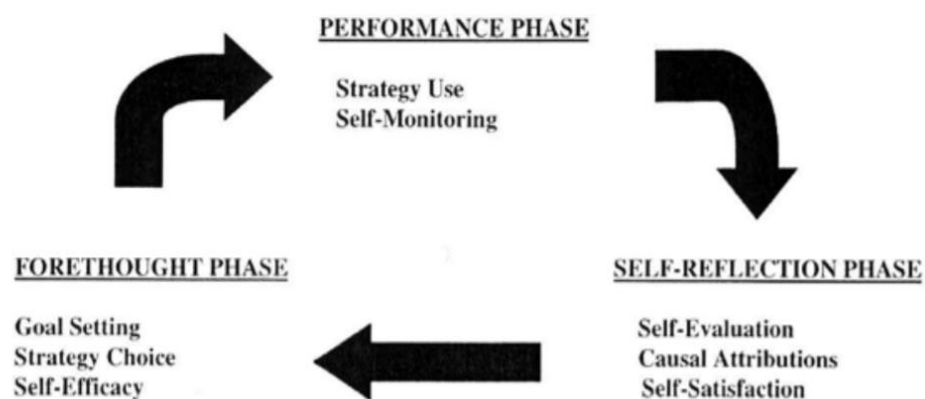 PERFORMANCE PHASE
Strategy Use
Self-Monitoring
FORETHOUGHT PHASE
Goal Setting
Strategy Choice
Self-Efficacy
SELF-REFLECTION PHASE
Self-Evaluation
Causal Attributions
Self-Satisfaction